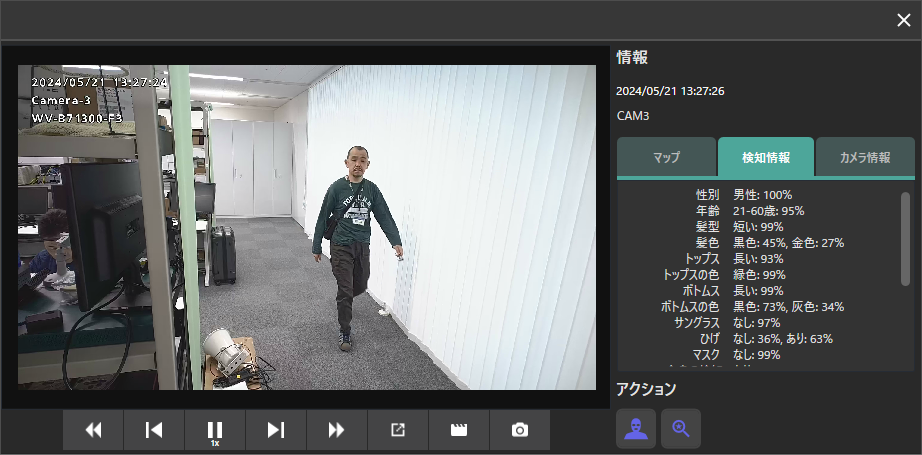 2024/05/21 13:27:24
Camera-3
WV-B71300-F3
1x
情報
2024/05/21 13:27:26
CAM3
マップ
検知情報
カメラ情報
性別 男性: 100%
年齢 21-60歳: 95%
髪型 短い: 99%
髪色 黒色: 45%, 金色: 27%
トップス 長い: 93%
トップスの色 緑色: 99%
ボトムス 長い: 99%
ボトムスの色 黒色: 73%, 灰色: 34%
サングラス なし: 97%
ひげ なし: 36%, あり: 63%
マスク なし: 99%
アクション